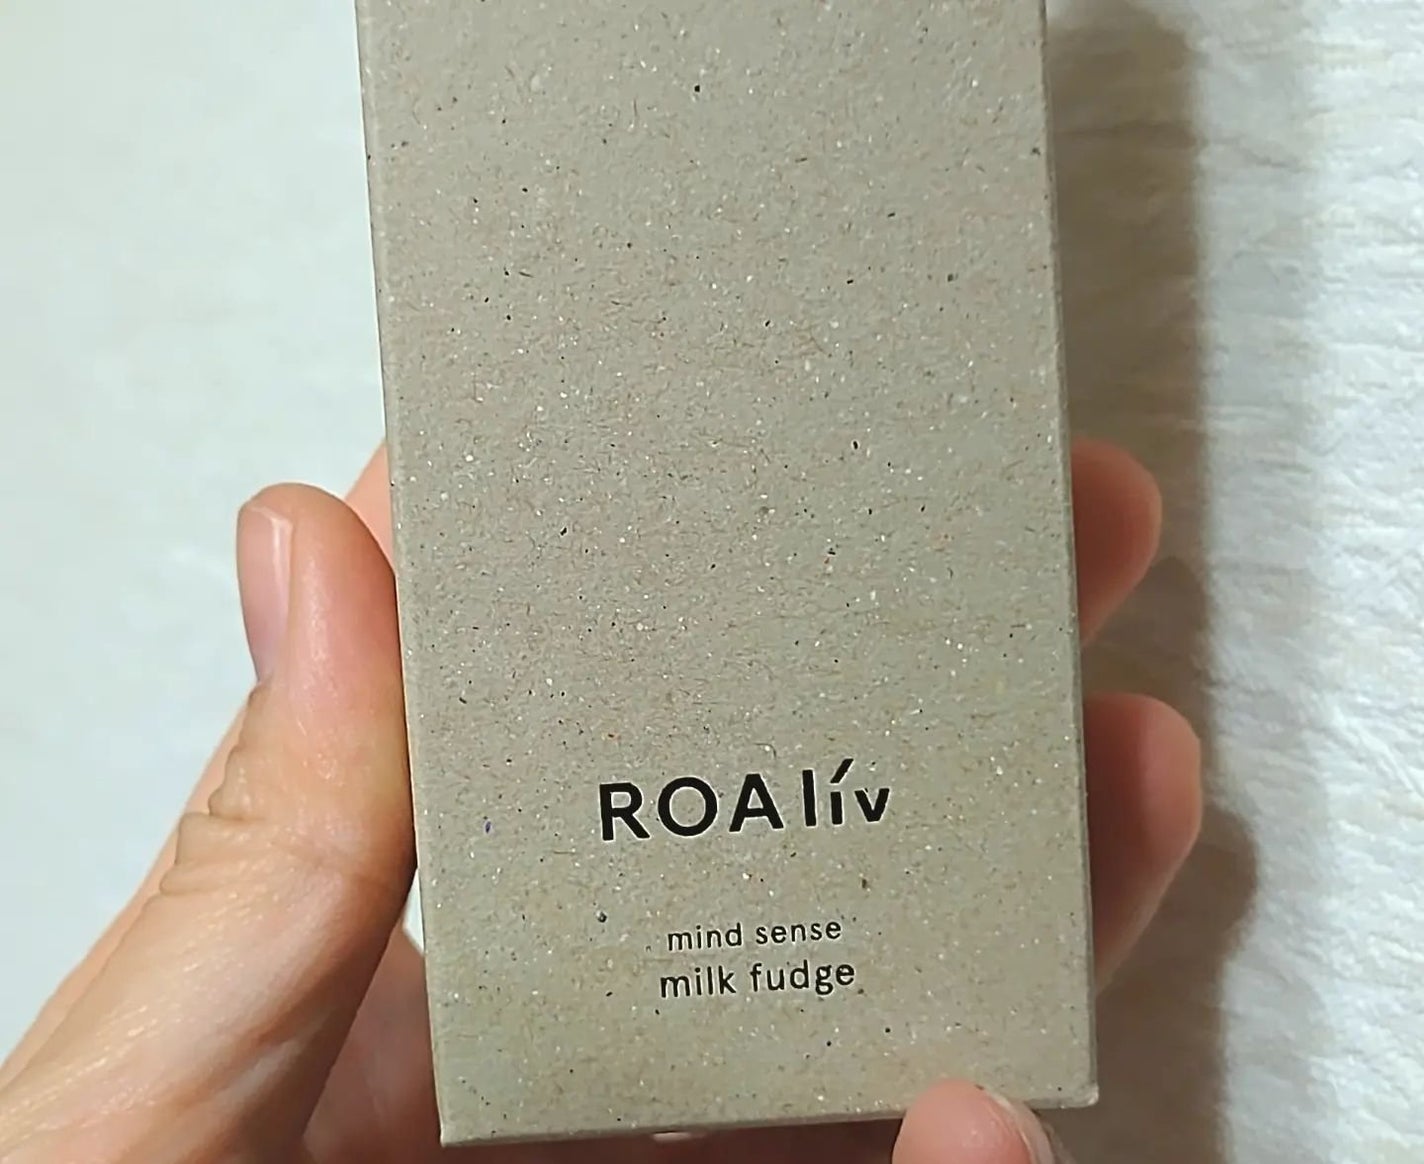 ROA lív
mind sense
milk fudge